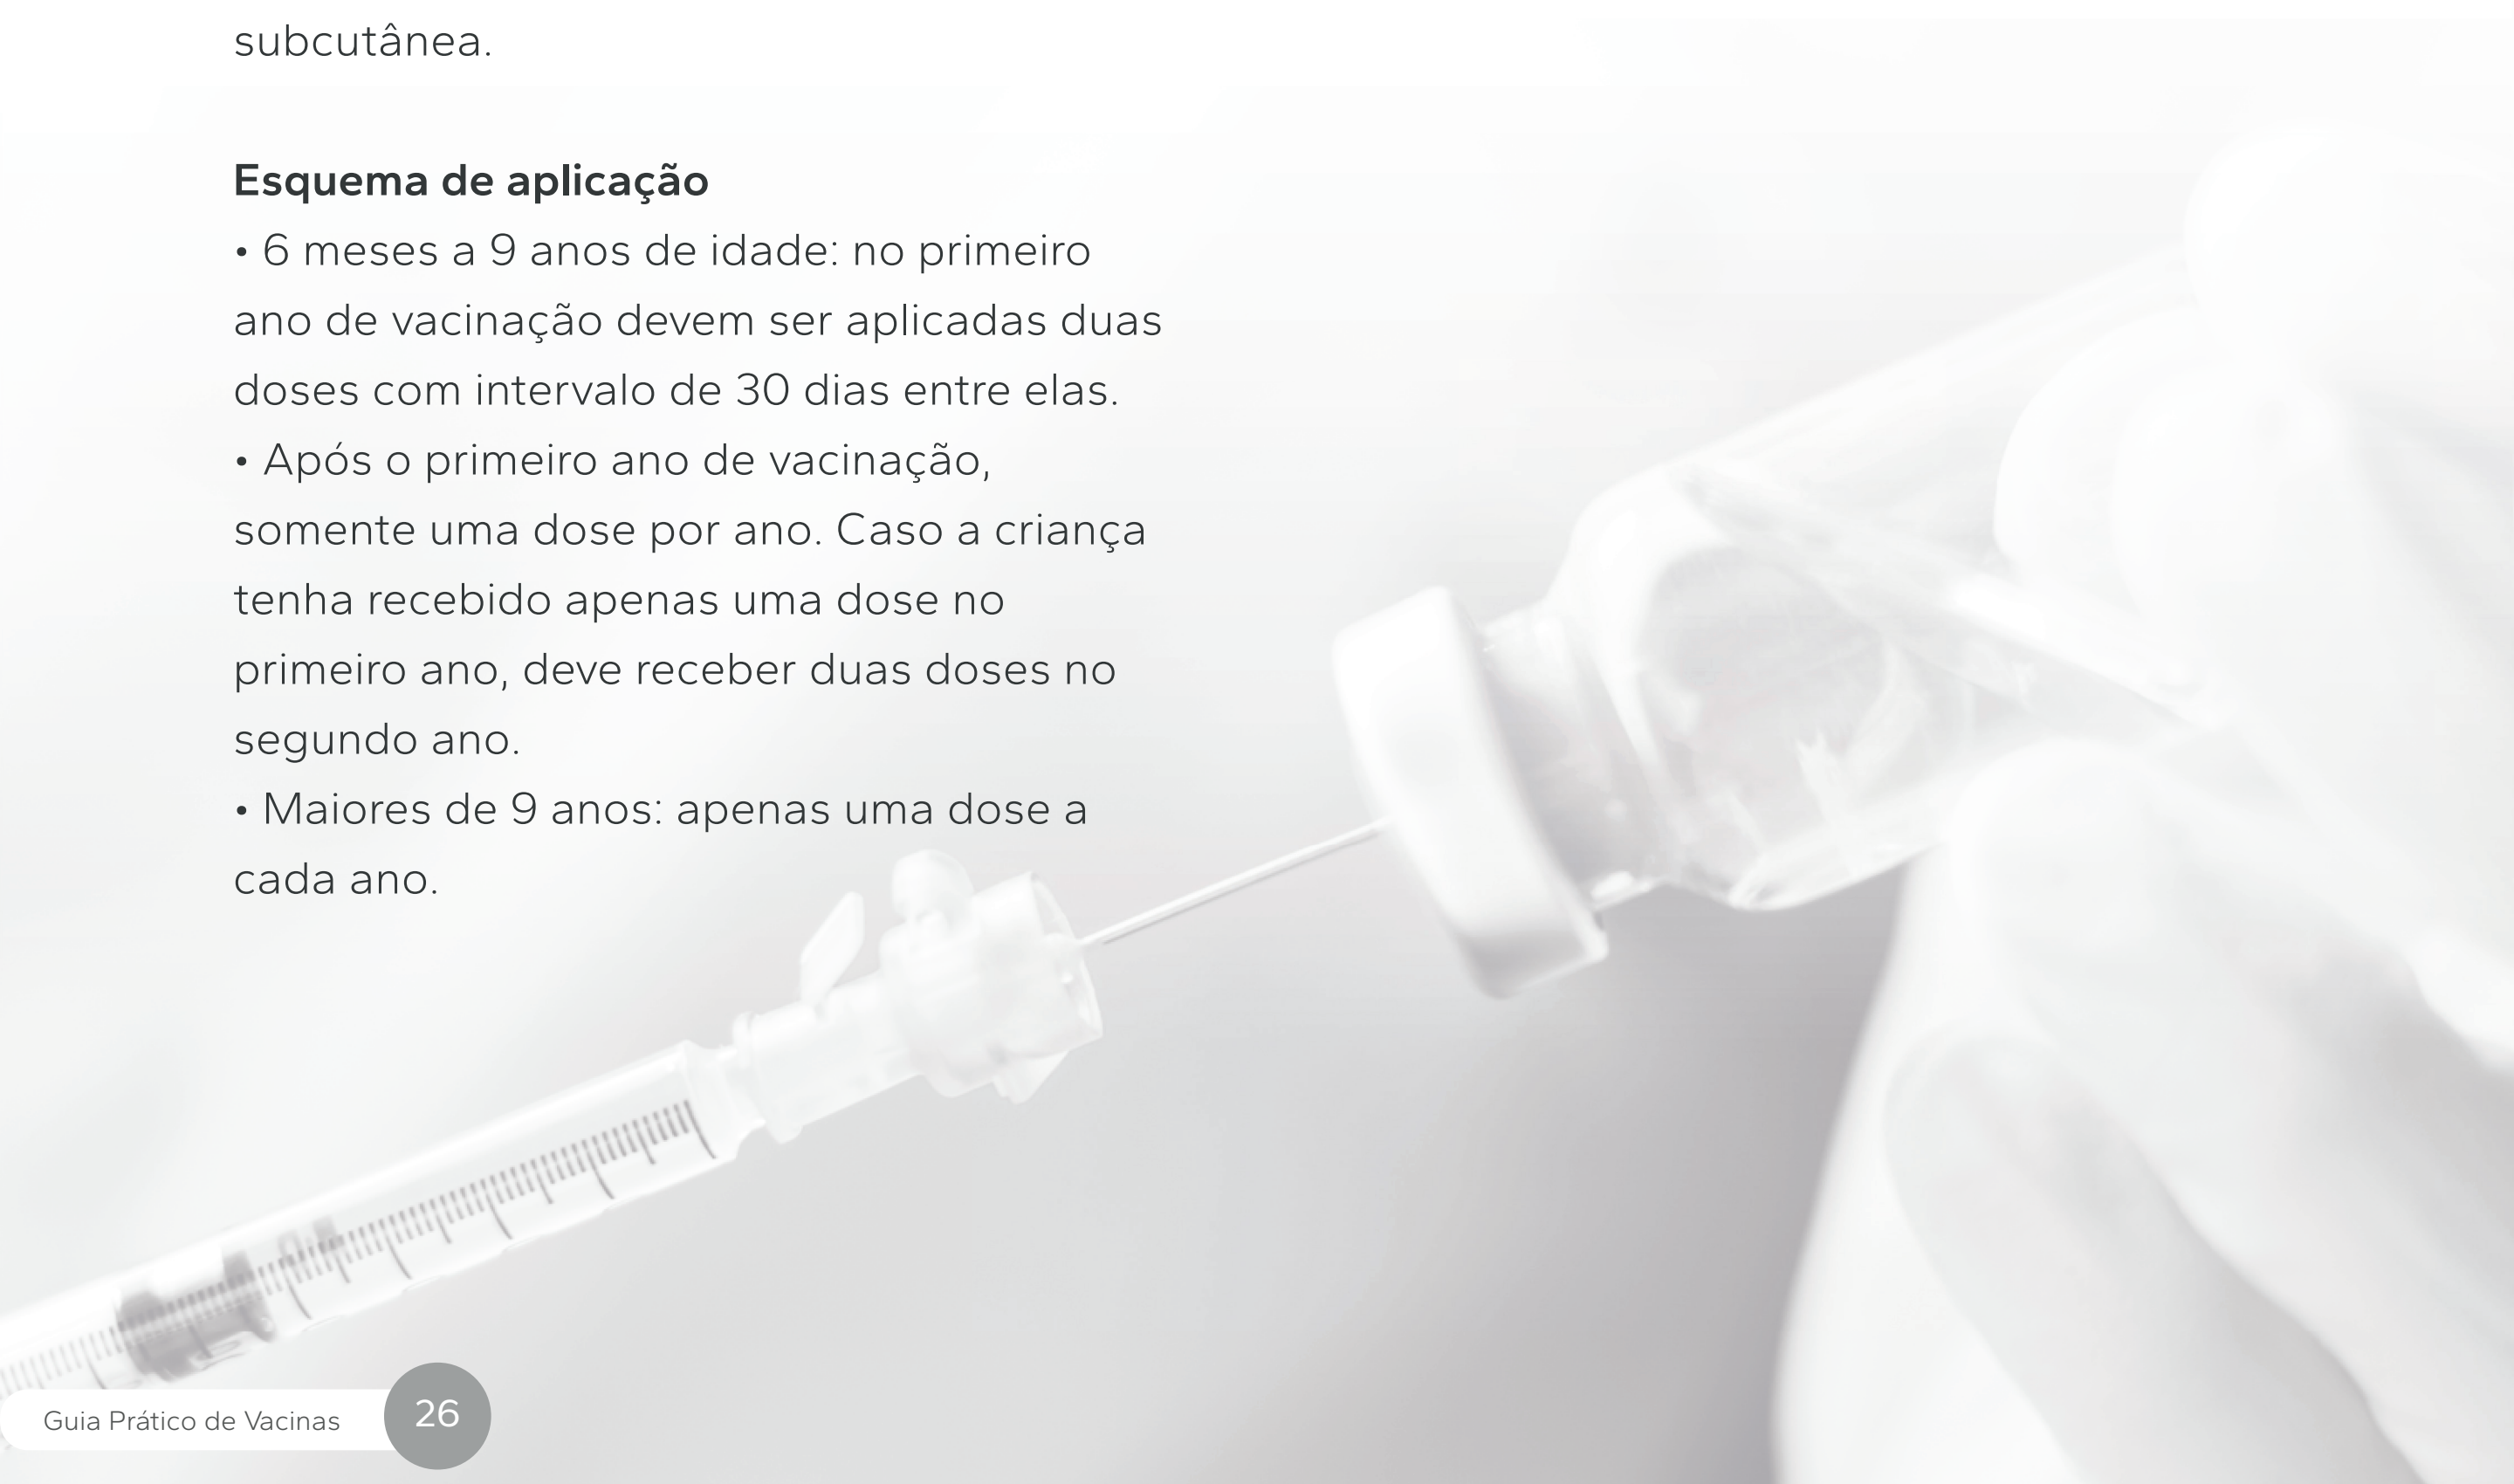 subcutânea.
Esquema de aplicação
• 6 meses a 9 anos de idade: no primeiro
ano de vacinação devem ser aplicadas duas
doses com intervalo de 30 dias entre elas.
• Após o primeiro ano de vacinação,
somente uma dose por ano. Caso a criança
tenha recebido apenas uma dose no
primeiro ano, deve receber duas doses no
segundo ano.
• Maiores de 9 anos: apenas uma dose a
cada ano.
Guia Prático de Vacinas
26